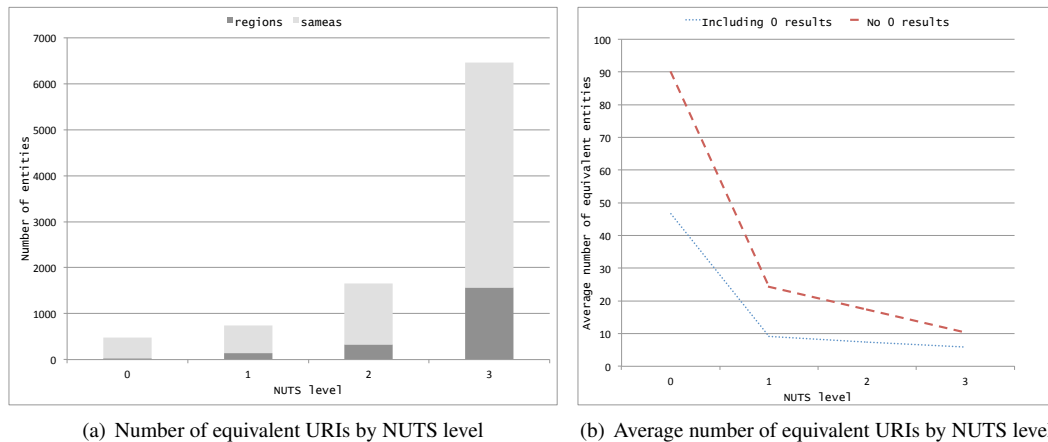 regions sameas
7000
6000
5000
4000
3000
2000
1000
0
Number of entities
0 1 2 3
NUTS level
(a) Number of equivalent URIs by NUTS level
Including 0 results No 0 results
100
90
80
70
60
50
40
30
20
10
0
Average number of equivalent entities
0 1 2 3
NUTS level
(b) Average number of equivalent URIs by NUTS level